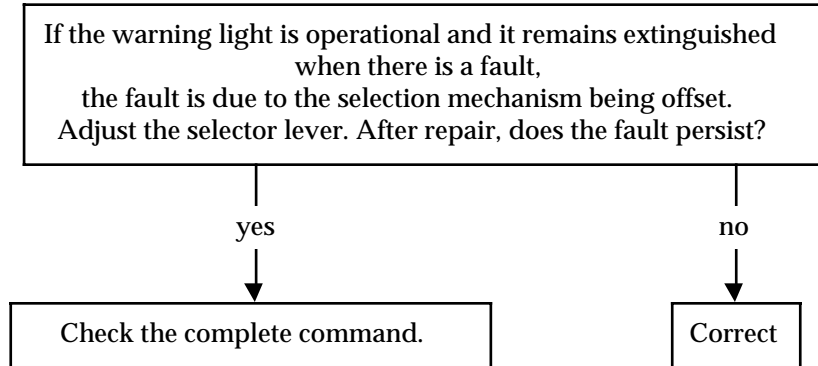 If the warning light is operational and it remains extinguished
when there is a fault,
the fault is due to the selection mechanism being offset.
Adjust the selector lever. After repair, does the fault persist?
yes
no
Check the complete command.
Correct